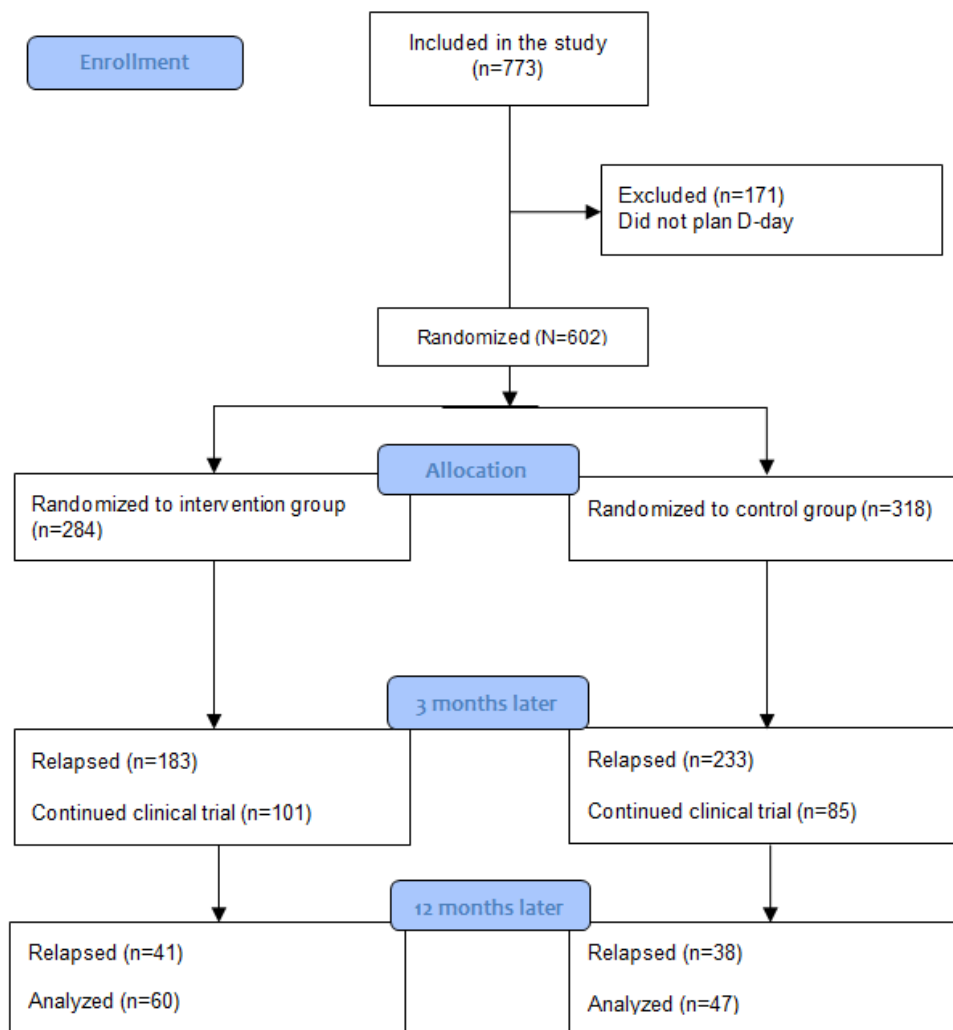 Enrollment
Included in the study
(n=773)
Excluded (n=171)
Did not plan D-day
Randomized (N=602)
Allocation
Randomized to intervention group
(n=284)
Randomized to control group (n=318)
3 months later
Relapsed (n=183)
Continued clinical trial (n=101)
Relapsed (n=233)
Continued clinical trial (n=85)
12 months later
Relapsed (n=41)
Analyzed (n=60)
Relapsed (n=38)
Analyzed (n=47)